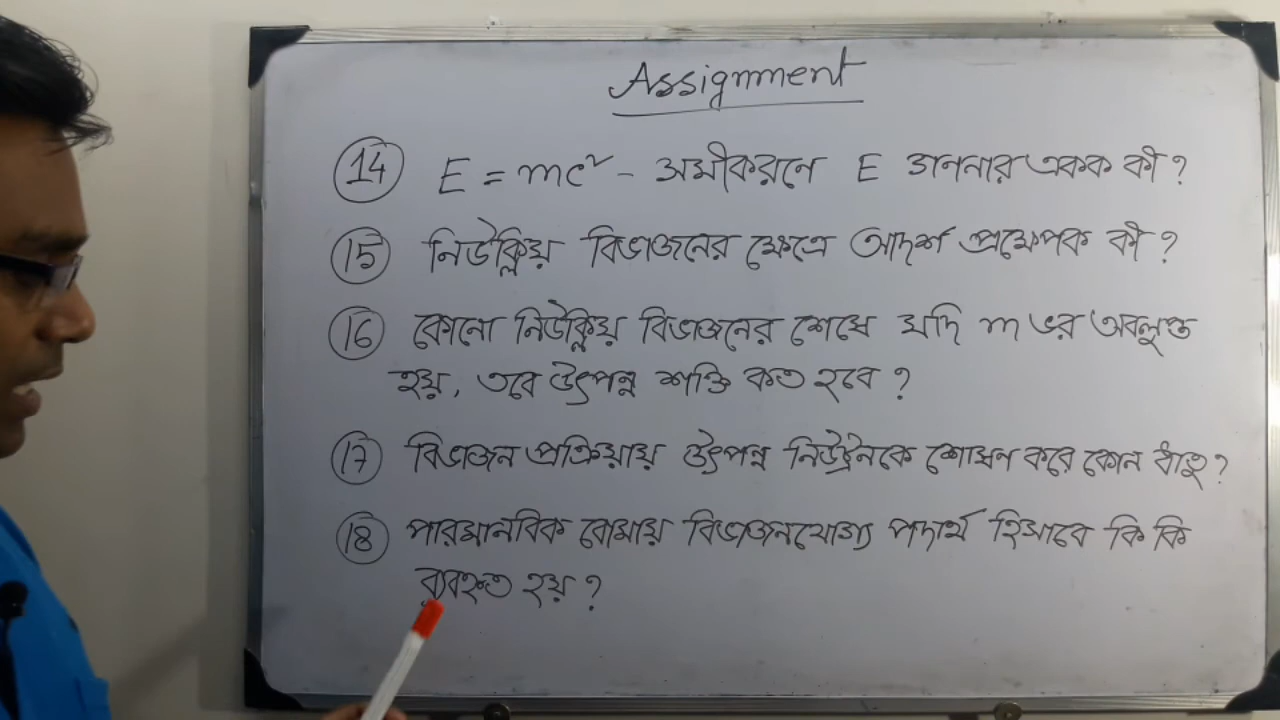 Assignment
14 E = mc² - সমীকরণে E গণনার একক কী?
15 নিউক্লিয় বিভাজনের ক্ষেত্রে আদর্শ প্রক্ষেপক কী?
16 কোনো নিউক্লিয় বিভাজনের শেষে যদি m ভর অবলুপ্ত
হয়, তবে উৎপন্ন শক্তি কত হবে?
17 বিভাজন প্রক্রিয়ায় উৎপন্ন নিউট্রনকে শোষণ করে কোন ধাতু?
18 পারমানবিক বোমায় বিভাজনযোগ্য পদার্থ হিসাবে কি কি
ব্যবহৃত হয়?